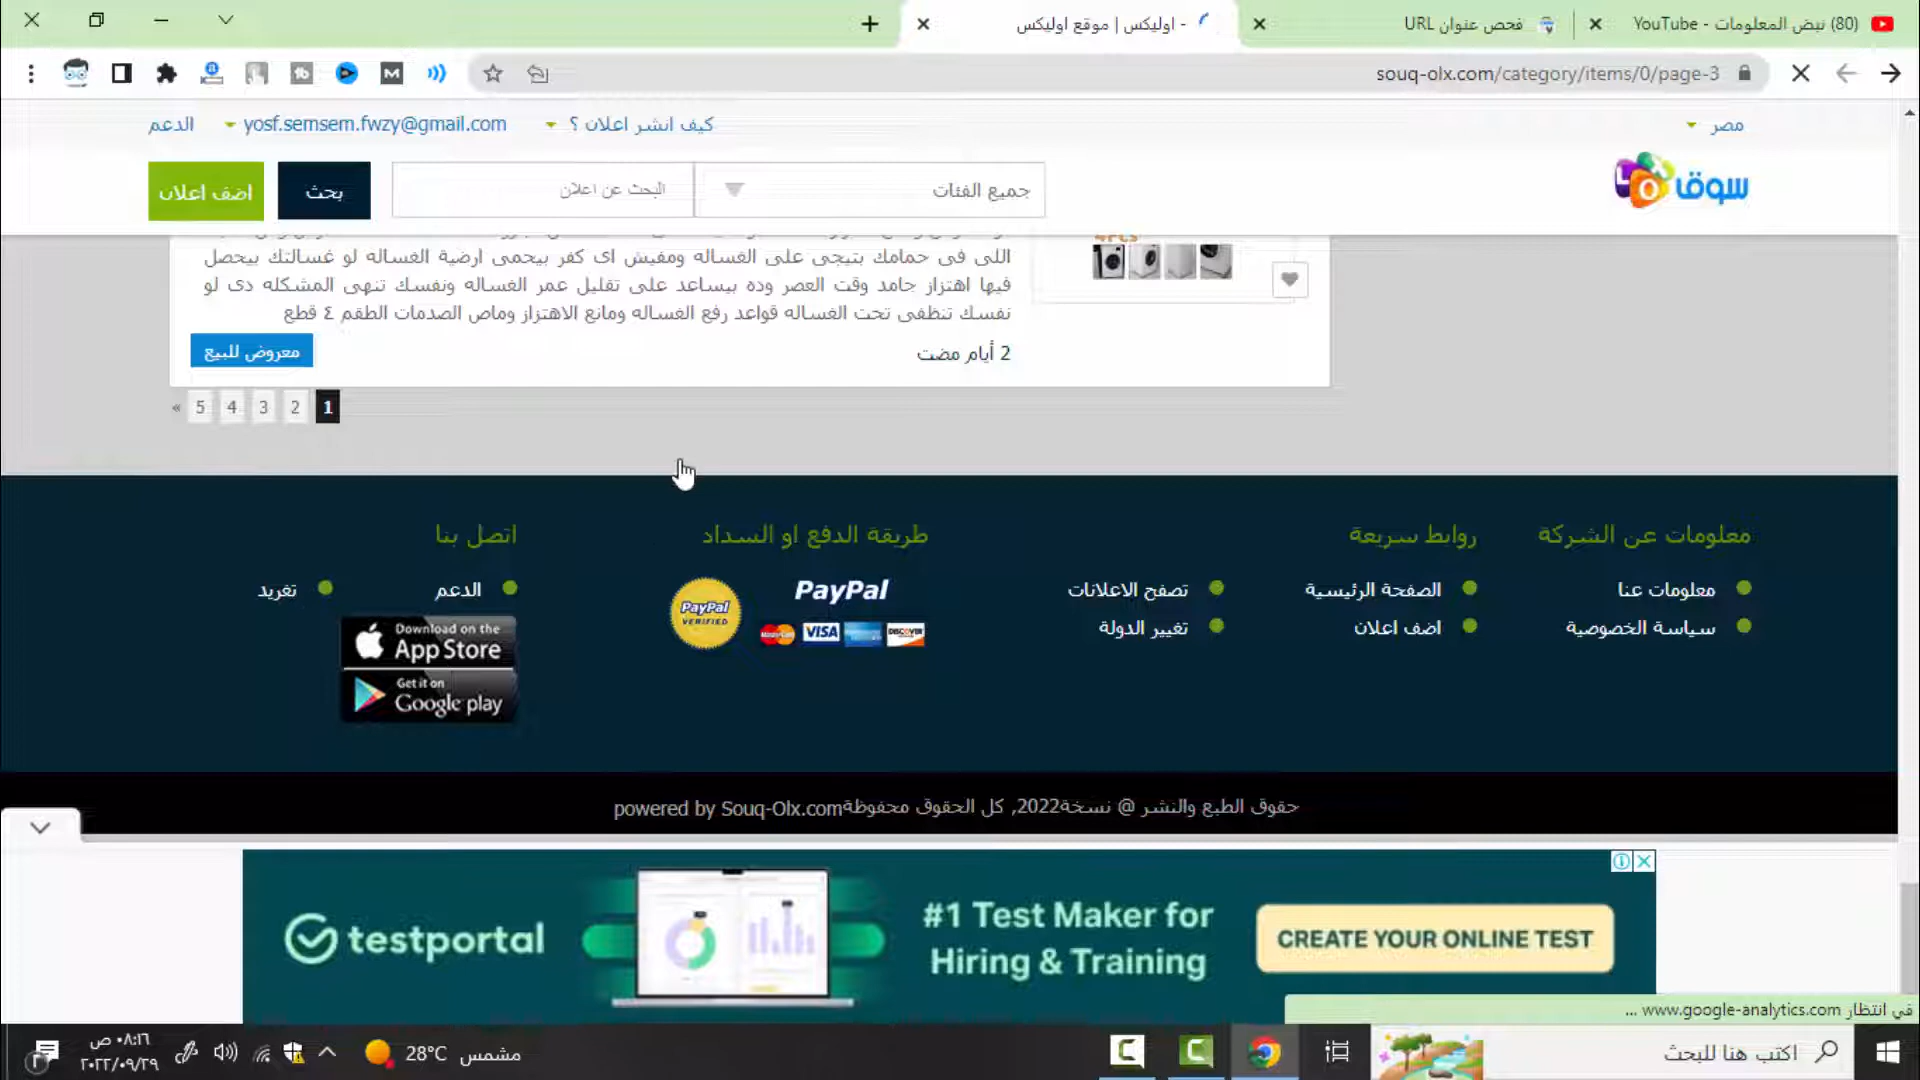 (80) نبض المعلومات - YouTube
فحص عنوان URL
- اوليكس | موقع اوليكس
souq-olx.com/category/items/0/page-3
مصر
كيف انشر اعلان ؟
yosf.semsem.fwzy@gmail.com
الدعم
سوق
جميع الفئات
البحث عن اعلان
بحث
اضف اعلان
4Pcs
اللى فى حمامك بتيجى على الغساله ومفيش اى كفر بيحمى ارضية الغساله لو غسالتك بيحصل
فيها اهتزاز جامد وقت العصر وده بيساعد على تقليل عمر الغساله ونفسك تنهى المشكله دى لو
نفسك تنظفى تحت الغساله قواعد رفع الغساله ومانع الاهتزاز وماص الصدمات الطقم ٤ قطع
2 أيام مضت
معروض للبيع
1 2 3 4 5 »
معلومات عن الشركة
معلومات عنا
سياسة الخصوصية
روابط سريعة
الصفحة الرئيسية
تصفح الاعلانات
اضف اعلان
تغيير الدولة
طريقة الدفع او السداد
PayPal
PayPal
VERIFIED
MasterCard VISA DISCOVER
اتصل بنا
الدعم
تغريد
Download on the
App Store
Get it on
Google play
حقوق الطبع والنشر @ نسخة2022, كل الحقوق محفوظةpowered by Souq-Olx.com
testportal
#1 Test Maker for
Hiring & Training
CREATE YOUR ONLINE TEST
في انتظار www.google-analytics.com ...
اكتب هنا للبحث
28°C مشمس
٠٨:١٦ ص
٢٠٢٢/٠٩/٢٩